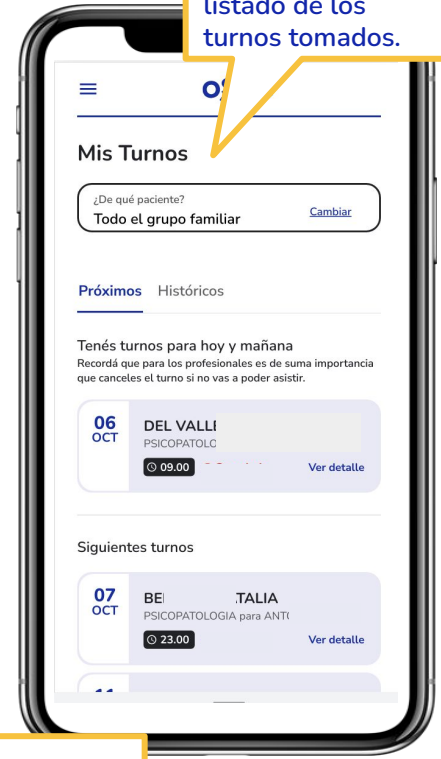 listado de los
turnos tomados.
Mis Turnos
¿De qué paciente?
Todo el grupo familiar
Cambiar
Próximos Históricos
Tenés turnos para hoy y mañana
Recordá que para los profesionales es de suma importancia
que canceles el turno si no vas a poder asistir.
06
OCT
DEL
09.00
Ver detalle
Siguientes turnos
07
OCT
PSICOPATOLOGIA para
23.00
Ver detalle